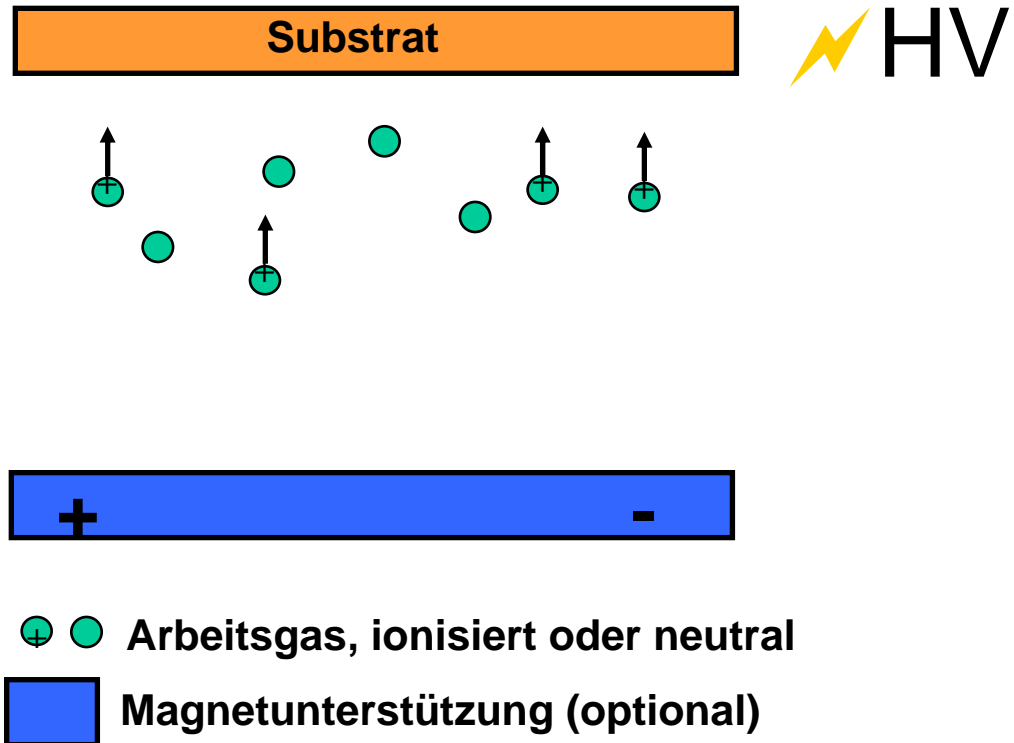 Substrat
HV
+
+
+
+
+ -
+ Arbeitsgas, ionisiert oder neutral
Magnetunterstützung (optional)